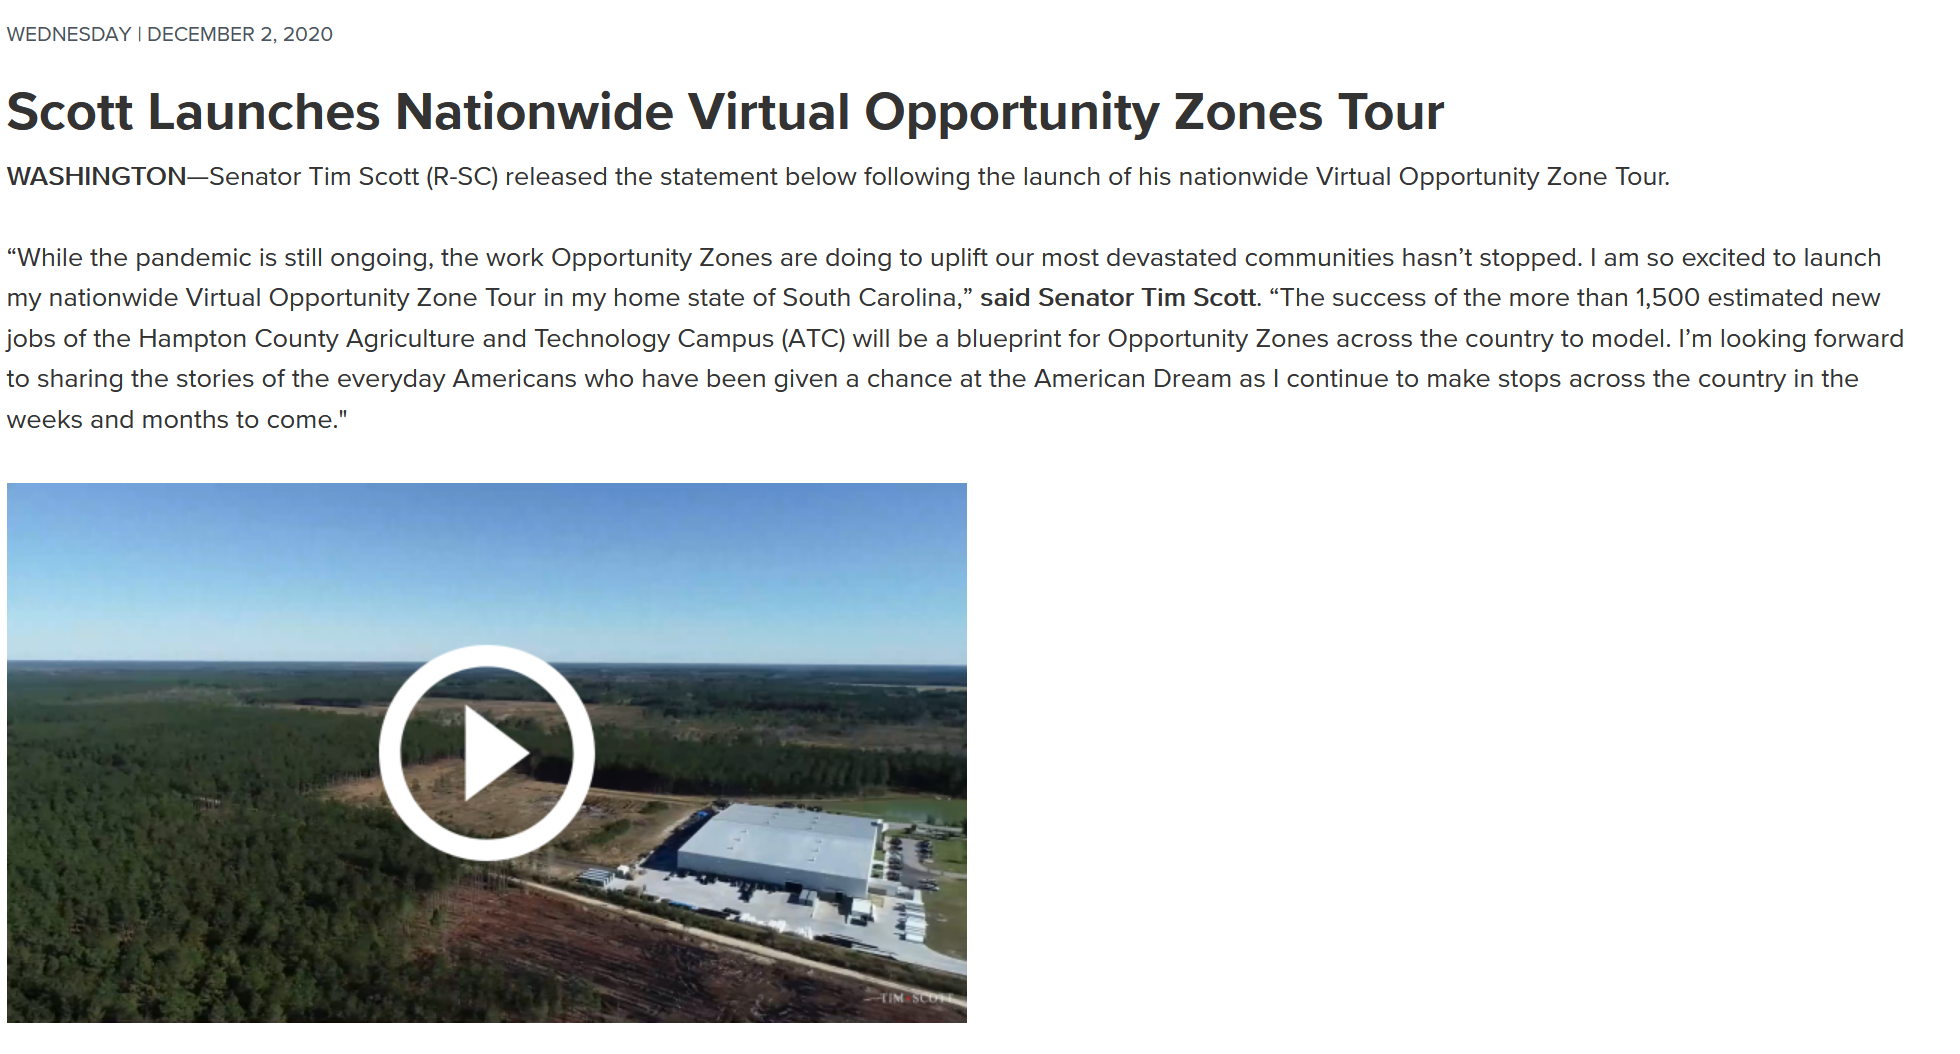 WEDNESDAY | DECEMBER 2, 2020
Scott Launches Nationwide Virtual Opportunity Zones Tour
WASHINGTON—Senator Tim Scott (R-SC) released the statement below following the launch of his nationwide Virtual Opportunity Zone Tour.
“While the pandemic is still ongoing, the work Opportunity Zones are doing to uplift our most devastated communities hasn’t stopped. I am so excited to launch
my nationwide Virtual Opportunity Zone Tour in my home state of South Carolina,” said Senator Tim Scott. “The success of the more than 1,500 estimated new
jobs of the Hampton County Agriculture and Technology Campus (ATC) will be a blueprint for Opportunity Zones across the country to model. I’m looking forward
to sharing the stories of the everyday Americans who have been given a chance at the American Dream as I continue to make stops across the country in the
weeks and months to come."
TIM SCOTT